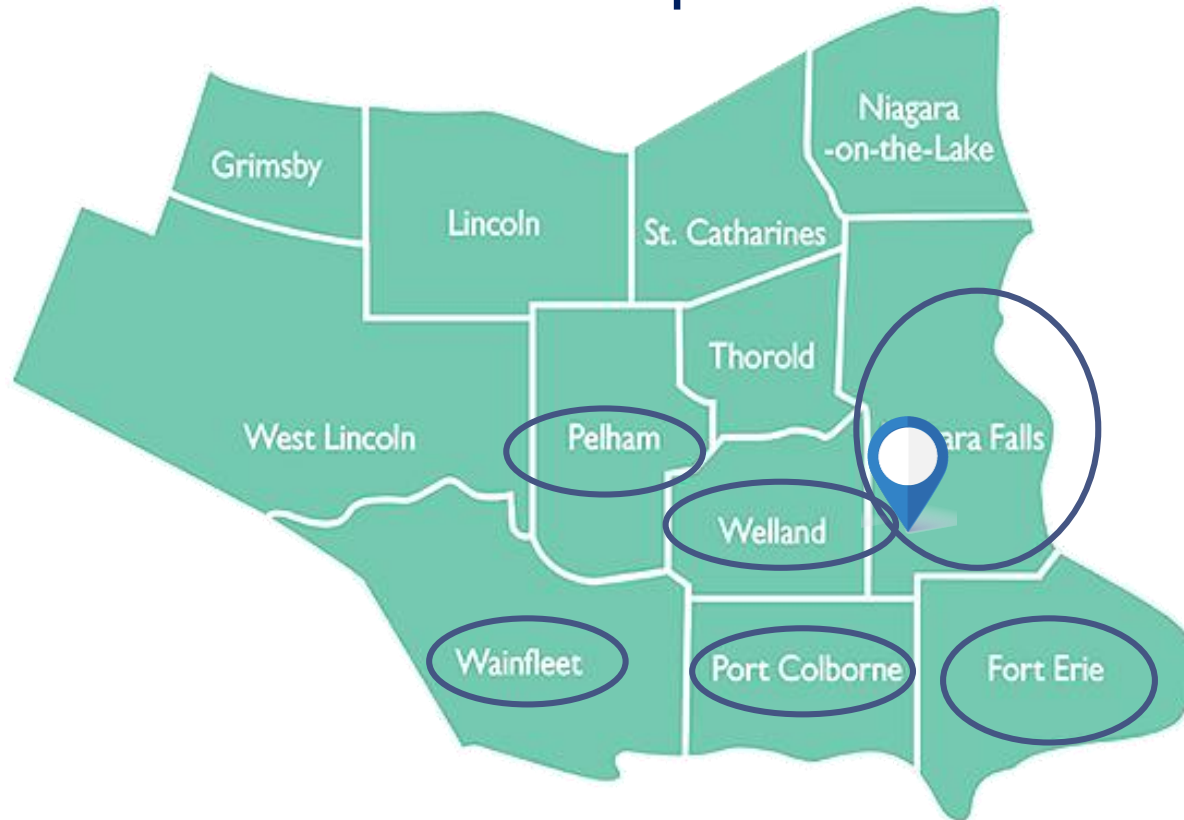 Niagara
-on-the-Lake
Grimsby
Lincoln
St. Catharines
Thorold
West Lincoln
Pelham
Falls
Welland
Wainfleet
Port Colborne
Fort Erie